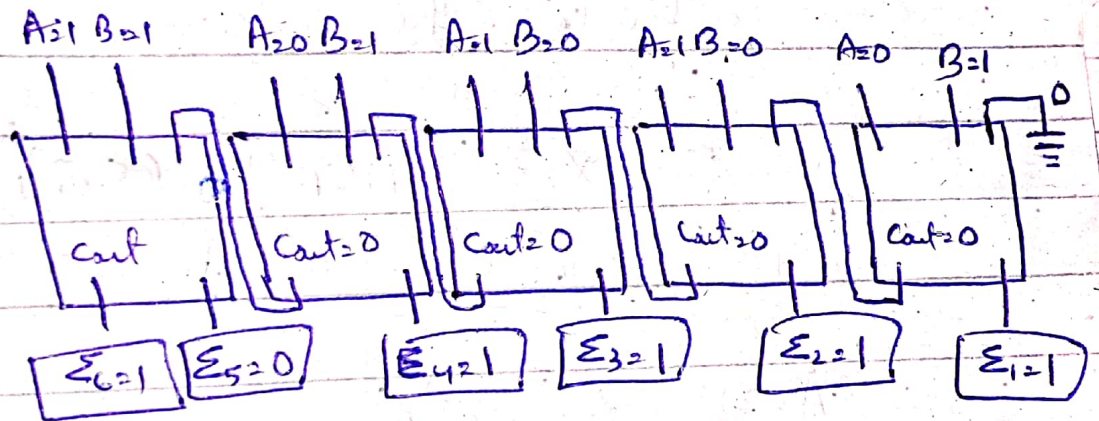 A=1 B=1 A=0 B=1 A=1 B=0 A=1 B=0 A=0 B=1
0
Cout Cout=0 Cout=0 Cout=0 Cout=0
Σ6=1 Σ5=0 Σ4=1 Σ3=1 Σ2=1 Σ1=1